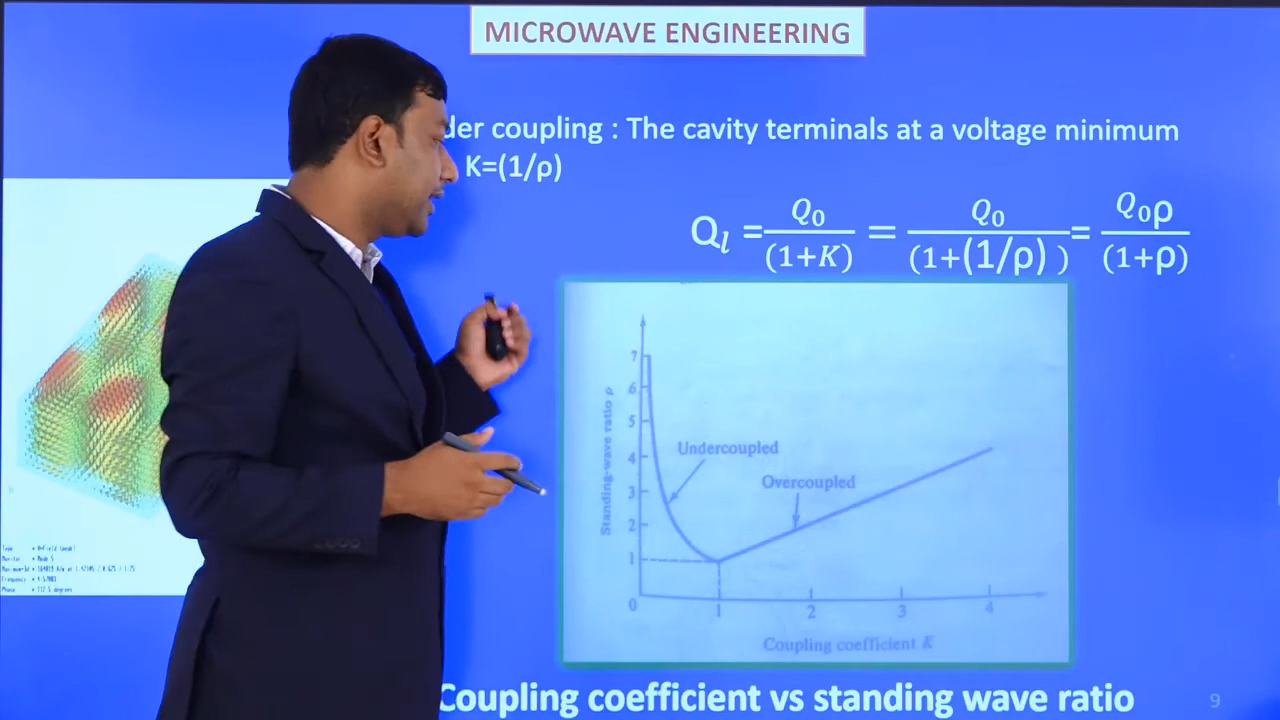 MICROWAVE ENGINEERING
der coupling : The cavity terminals at a voltage minimum
K=(1/ρ)
Qₗ = Q₀/(1+K) = Q₀/(1+(1/ρ) ) = Q₀ρ/(1+ρ)
7
6
5
4
3
2
1
0
Standing-wave ratio ρ
Undercoupled
Overcoupled
1 2 3 4
Coupling coefficient K
Coupling coefficient vs standing wave ratio
9